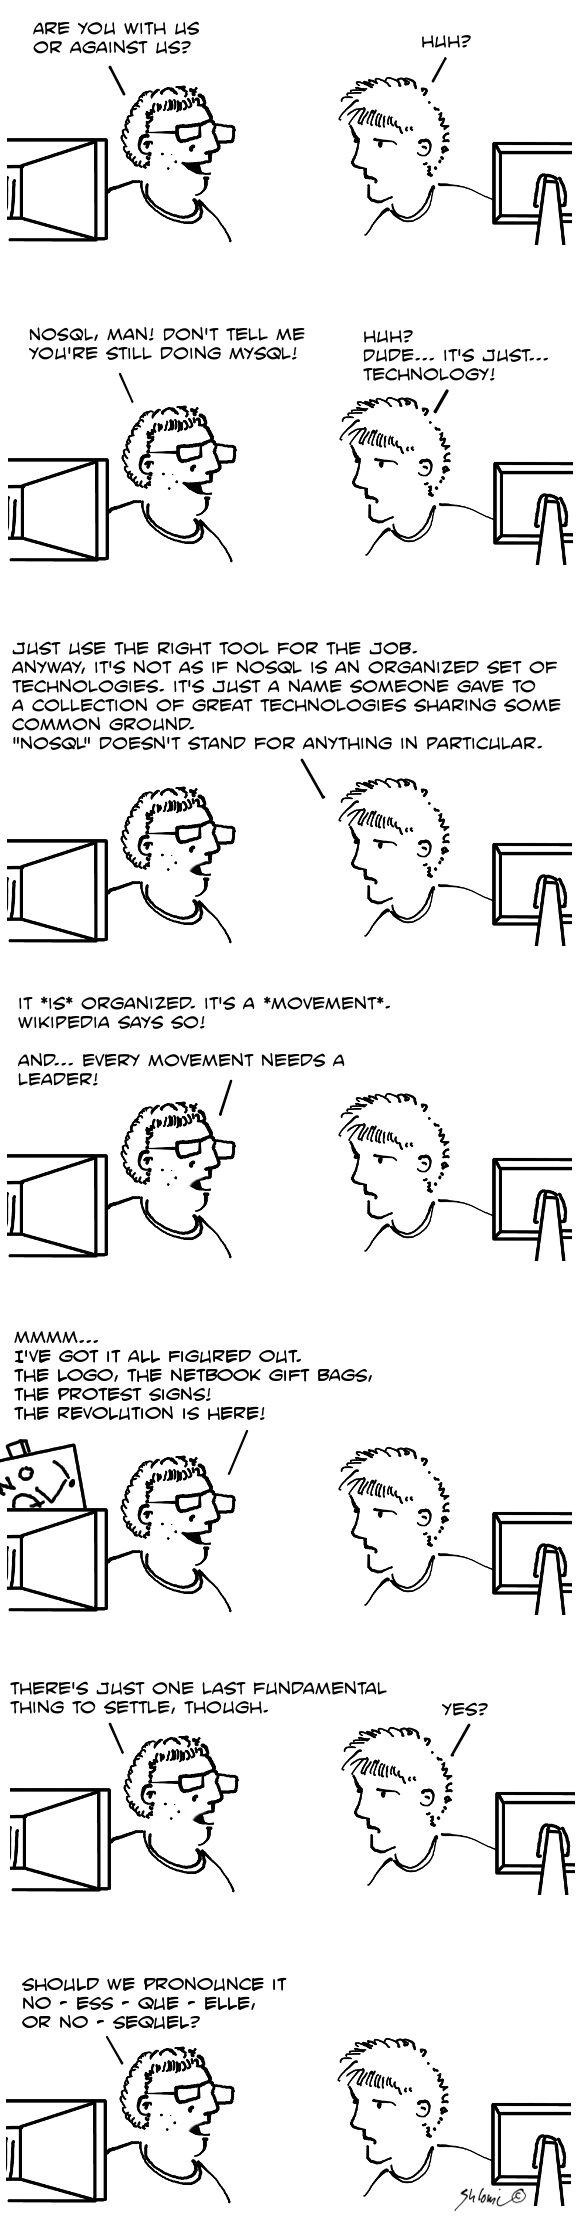 ARE YOU WITH US
OR AGAINST US?
HUH?
NOSQL, MAN! DON'T TELL ME
YOU'RE STILL DOING MYSQL!
HUH?
DUDE... IT'S JUST...
TECHNOLOGY!
JUST USE THE RIGHT TOOL FOR THE JOB.
ANYWAY, IT'S NOT AS IF NOSQL IS AN ORGANIZED SET OF
TECHNOLOGIES. IT'S JUST A NAME SOMEONE GAVE TO
A COLLECTION OF GREAT TECHNOLOGIES SHARING SOME
COMMON GROUND.
"NOSQL" DOESN'T STAND FOR ANYTHING IN PARTICULAR.
IT *IS* ORGANIZED. IT'S A *MOVEMENT*.
WIKIPEDIA SAYS SO!
AND... EVERY MOVEMENT NEEDS A
LEADER!
MMMM...
I'VE GOT IT ALL FIGURED OUT.
THE LOGO, THE NETBOOK GIFT BAGS,
THE PROTEST SIGNS!
THE REVOLUTION IS HERE!
NO
QL!
THERE'S JUST ONE LAST FUNDAMENTAL
THING TO SETTLE, THOUGH.
YES?
SHOULD WE PRONOUNCE IT
NO - ESS - QUE - ELLE,
OR NO - SEQUEL?
Shlomi ©